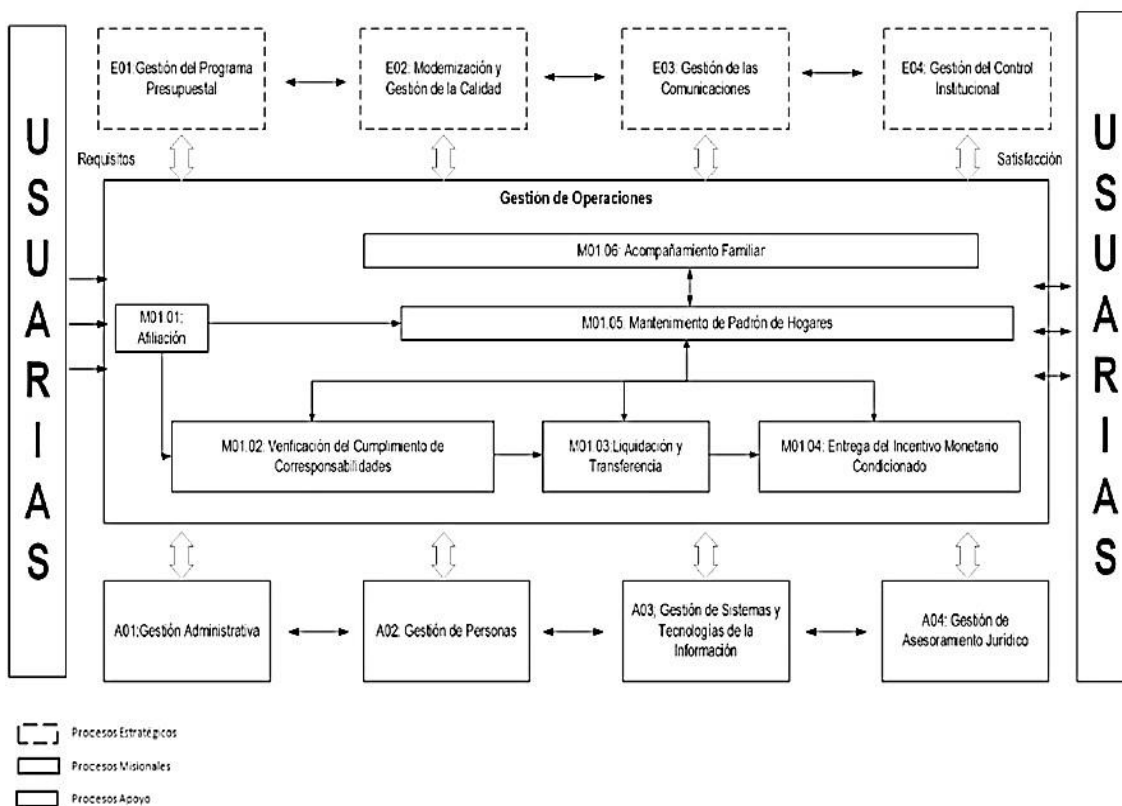 USUARIAS
E01:Gestión del Programa
Presupuestal
E02: Modernización y
Gestión de la Calidad
E03: Gestión de las
Comunicaciones
E04: Gestión del Control
Institucional
USUARIAS
Requisitos
Satisfacción
Gestión de Operaciones
M01.06: Acompañamiento Familiar
M01.01:
Afiliación
M01.05: Mantenimiento de Padrón de Hogares
M01.02: Verificación del Cumplimiento de
Corresponsabilidades
M01.03:Liquidación y
Transferencia
M01.04: Entrega del Incentivo Monetario
Condicionado
A01:Gestión Administrativa
A02: Gestión de Personas
A03; Gestión de Sistemas y
Tecnologías de la
Información
A04: Gestión de
Asesoramiento Jurídico
Procesos Estratégicos
Procesos Misionales
Procesos Apoyo